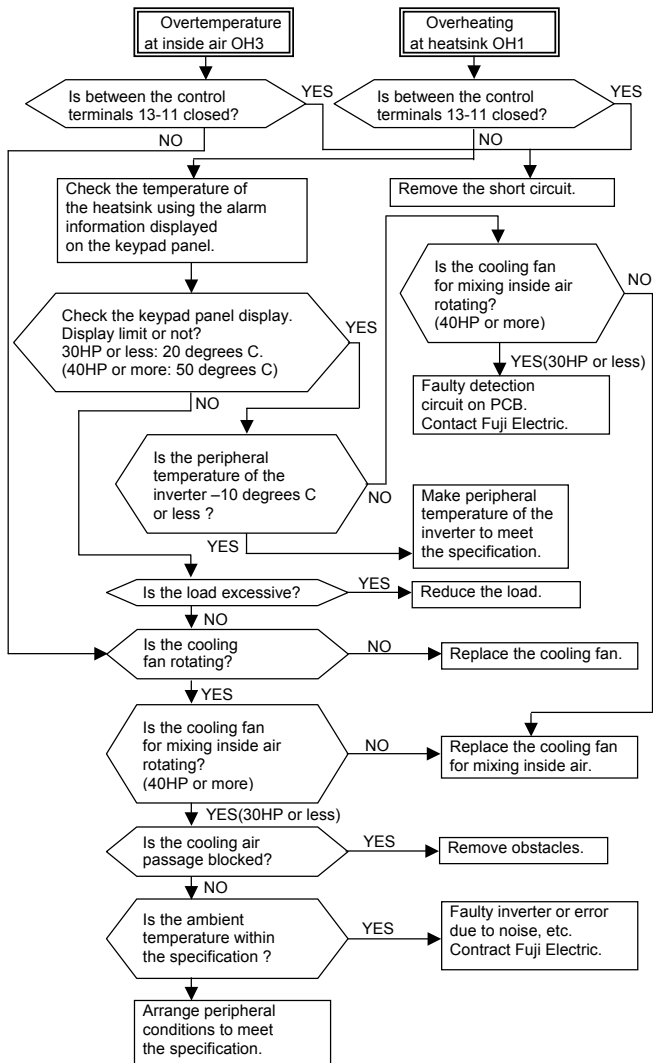 Overtemperature
at inside air OH3
Overheating
at heatsink OH1
Is between the control
terminals 13-11 closed?
YES
Is between the control
terminals 13-11 closed?
YES
NO
NO
Check the temperature of
the heatsink using the alarm
information displayed
on the keypad panel.
Remove the short circuit.
Is the cooling fan
for mixing inside air
rotating?
(40HP or more)
NO
Check the keypad panel display.
Display limit or not?
30HP or less: 20 degrees C.
(40HP or more: 50 degrees C)
YES
NO
YES(30HP or less)
Faulty detection
circuit on PCB.
Contact Fuji Electric.
Is the peripheral
temperature of the
inverter –10 degrees C
or less ?
NO
YES
Make peripheral
temperature of the
inverter to meet
the specification.
Is the load excessive?
YES
Reduce the load.
NO
Is the cooling
fan rotating?
NO
Replace the cooling fan.
YES
Is the cooling fan
for mixing inside air
rotating?
(40HP or more)
NO
Replace the cooling fan
for mixing inside air.
YES(30HP or less)
Is the cooling air
passage blocked?
YES
Remove obstacles.
NO
Is the ambient
temperature within
the specification ?
YES
Faulty inverter or error
due to noise, etc.
Contract Fuji Electric.
Arrange peripheral
conditions to meet
the specification.